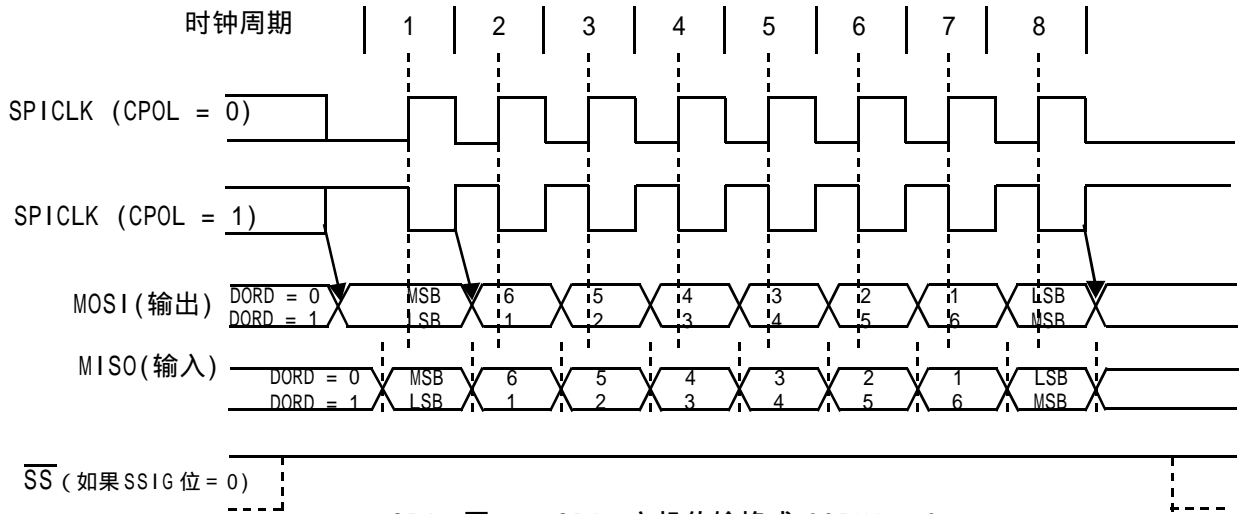 时钟周期 1 2 3 4 5 6 7 8
SPICLK (CPOL = 0)
SPICLK (CPOL = 1)
MOSI(输出) DORD = 0 MSB 6 5 4 3 2 1 LSB
DORD = 1 LSB 1 2 3 4 5 6 MSB
MISO(输入) DORD = 0 MSB 6 5 4 3 2 1 LSB
DORD = 1 LSB 1 2 3 4 5 6 MSB
SS (如果SSIG位= 0)